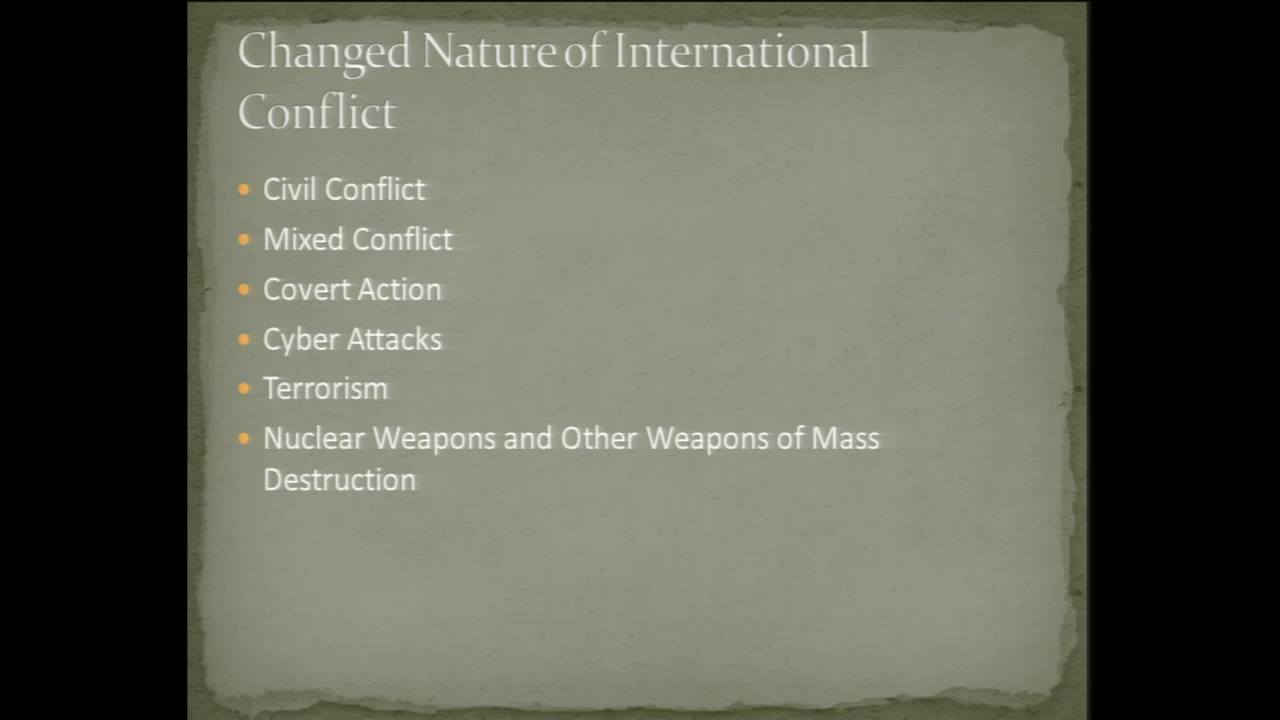 Changed Nature of International
Conflict
• Civil Conflict
• Mixed Conflict
• Covert Action
• Cyber Attacks
• Terrorism
• Nuclear Weapons and Other Weapons of Mass
Destruction